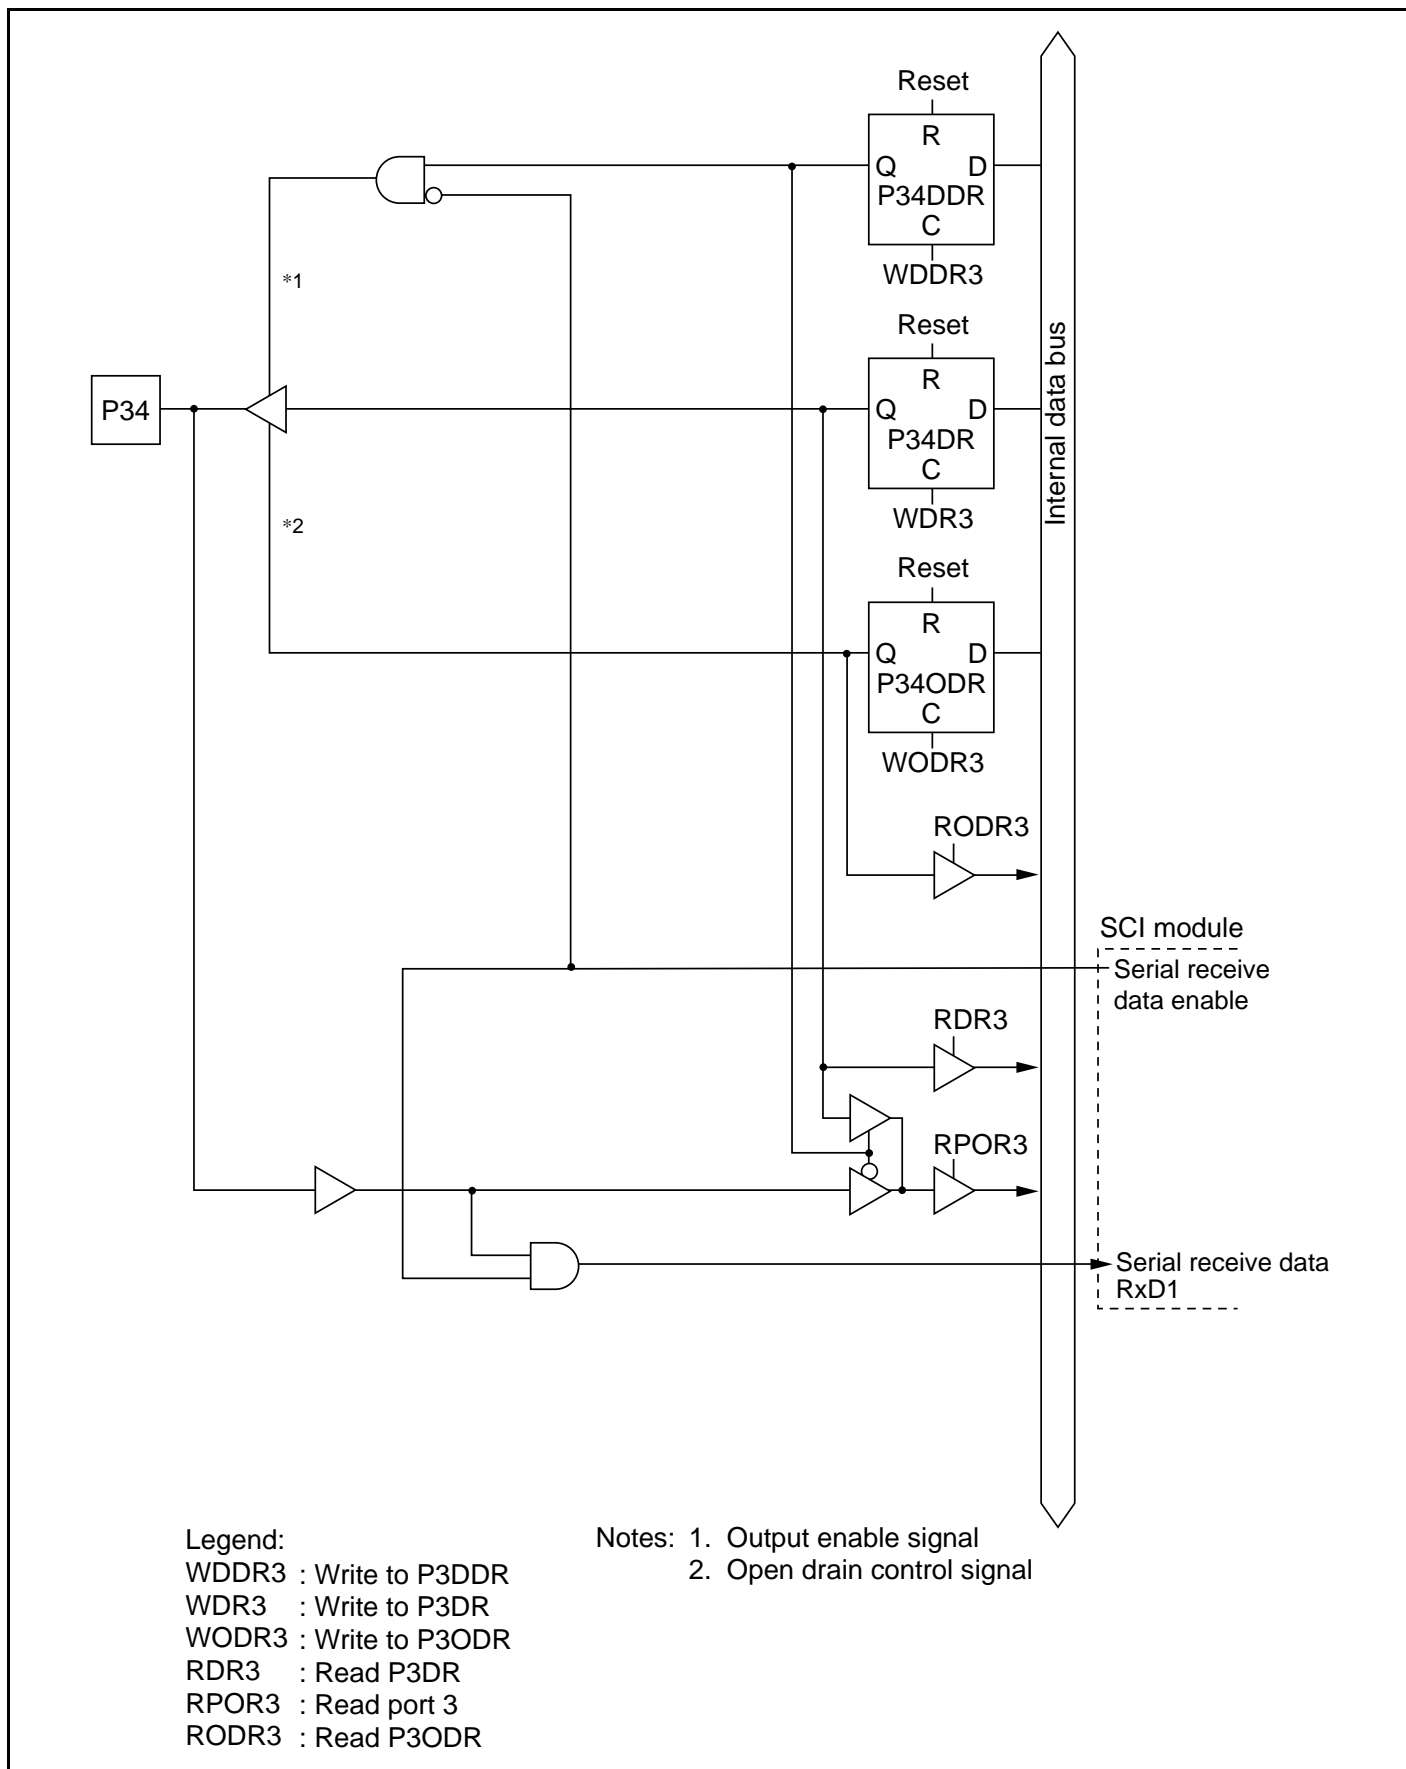 Reset
R
Q D
P34DDR
C
WDDR3
*1
Reset
R
P34
Q D
P34DR
C
WDR3
Internal data bus
*2
Reset
R
Q D
P34ODR
C
WODR3
RODR3
SCI module
Serial receive
data enable
RDR3
RPOR3
Serial receive data
RxD1
Legend:
WDDR3 : Write to P3DDR
WDR3 : Write to P3DR
WODR3 : Write to P3ODR
RDR3 : Read P3DR
RPOR3 : Read port 3
RODR3 : Read P3ODR
Notes: 1. Output enable signal
2. Open drain control signal